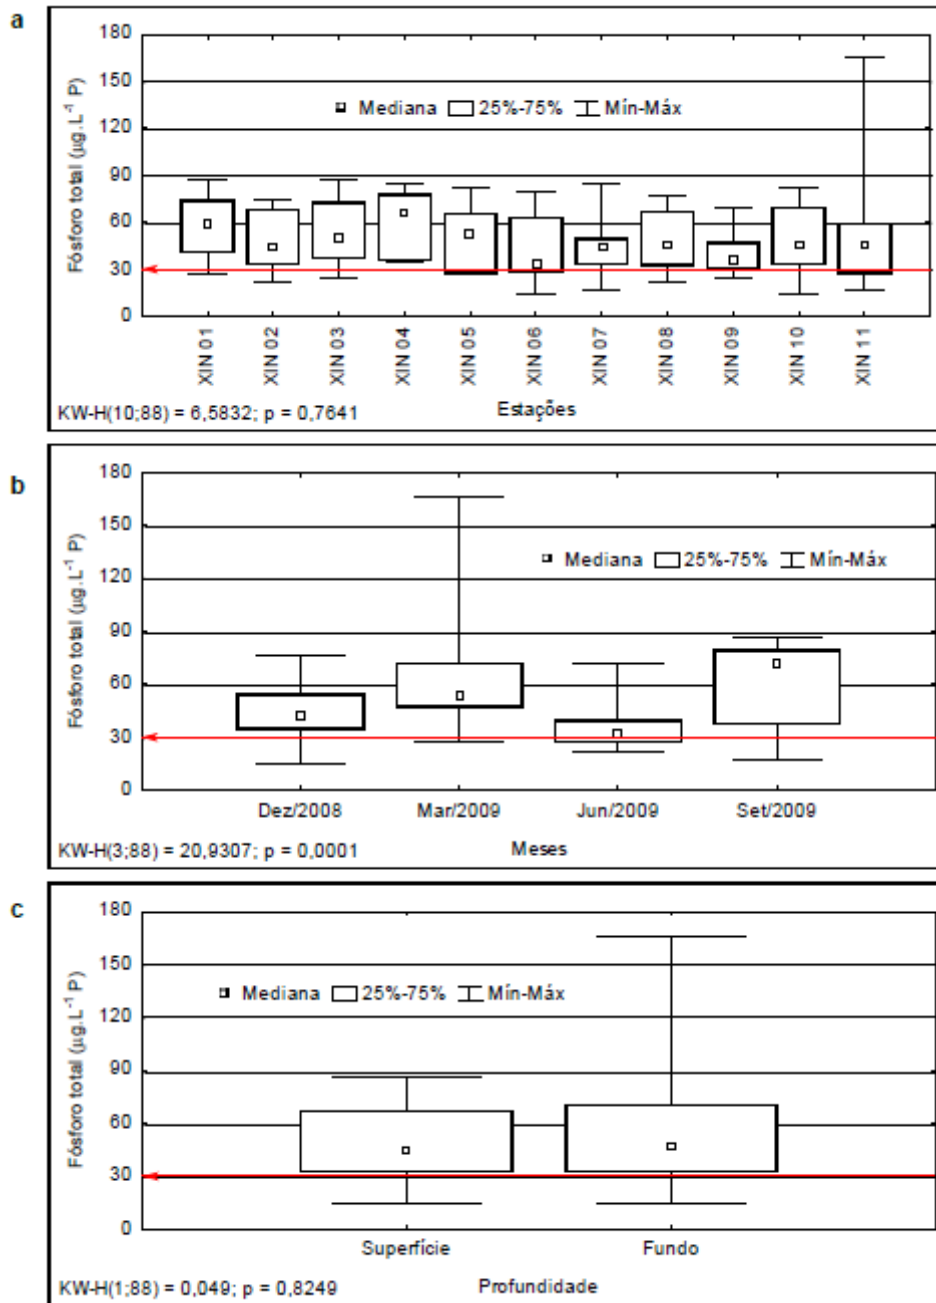 a
180
150
120
90
60
30
0
Fósforo total (µg.L⁻¹ P)
Mediana 25%-75% Mín-Máx
XIN 01
XIN 02
XIN 03
XIN 04
XIN 05
XIN 06
XIN 07
XIN 08
XIN 09
XIN 10
XIN 11
KW-H(10;88) = 6,5832; p = 0,7641
Estações
b
180
150
120
90
60
30
0
Fósforo total (µg.L⁻¹ P)
Mediana 25%-75% Mín-Máx
Dez/2008 Mar/2009 Jun/2009 Set/2009
KW-H(3;88) = 20,9307; p = 0,0001
Meses
c
180
150
120
90
60
30
0
Fósforo total (µg.L⁻¹ P)
Mediana 25%-75% Mín-Máx
Superfície Fundo
KW-H(1;88) = 0,049; p = 0,8249
Profundidade